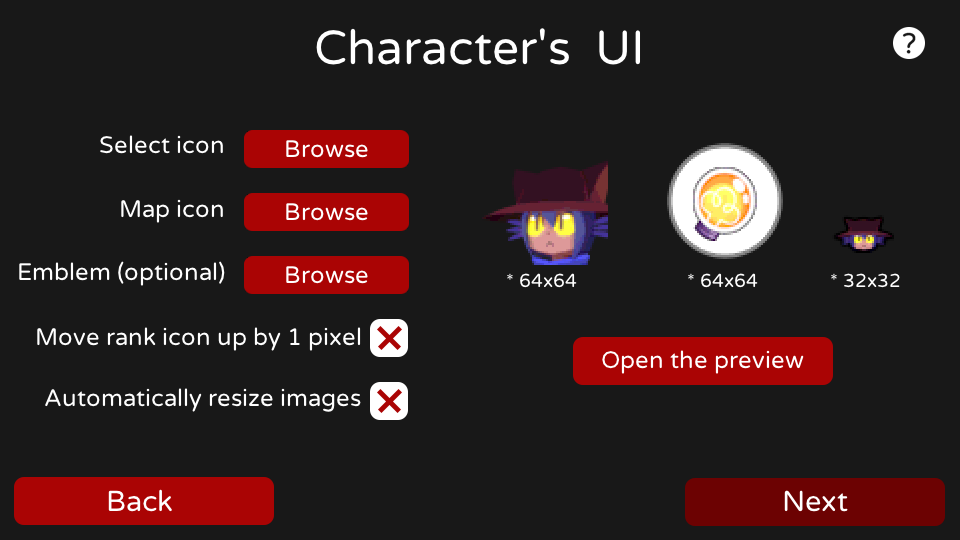 Character's UI
?
Select icon
Browse
Map icon
Browse
Emblem (optional)
Browse
Move rank icon up by 1 pixel
Automatically resize images
* 64x64
* 64x64
* 32x32
Open the preview
Back
Next